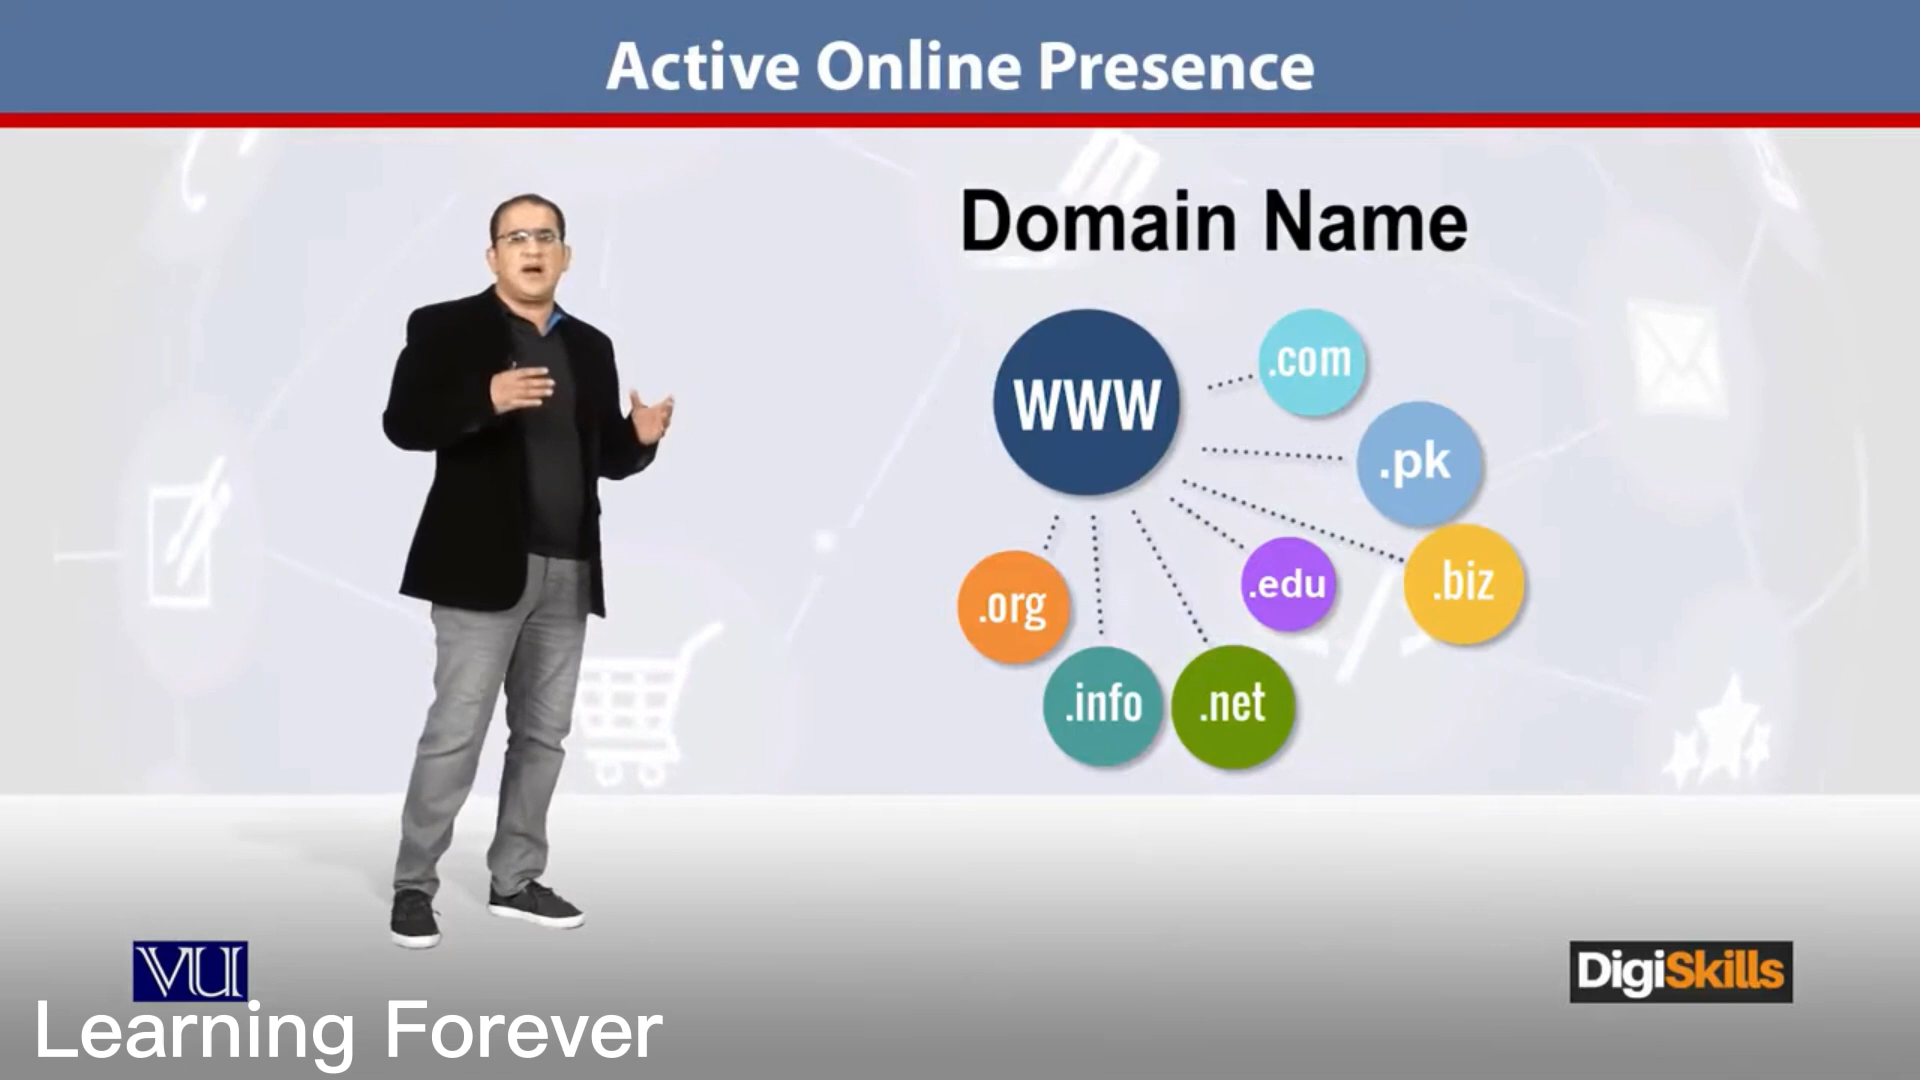 Active Online Presence
Domain Name
www
.com
.pk
.biz
.edu
.org
.info
.net
VU
DigiSkills
Learning Forever